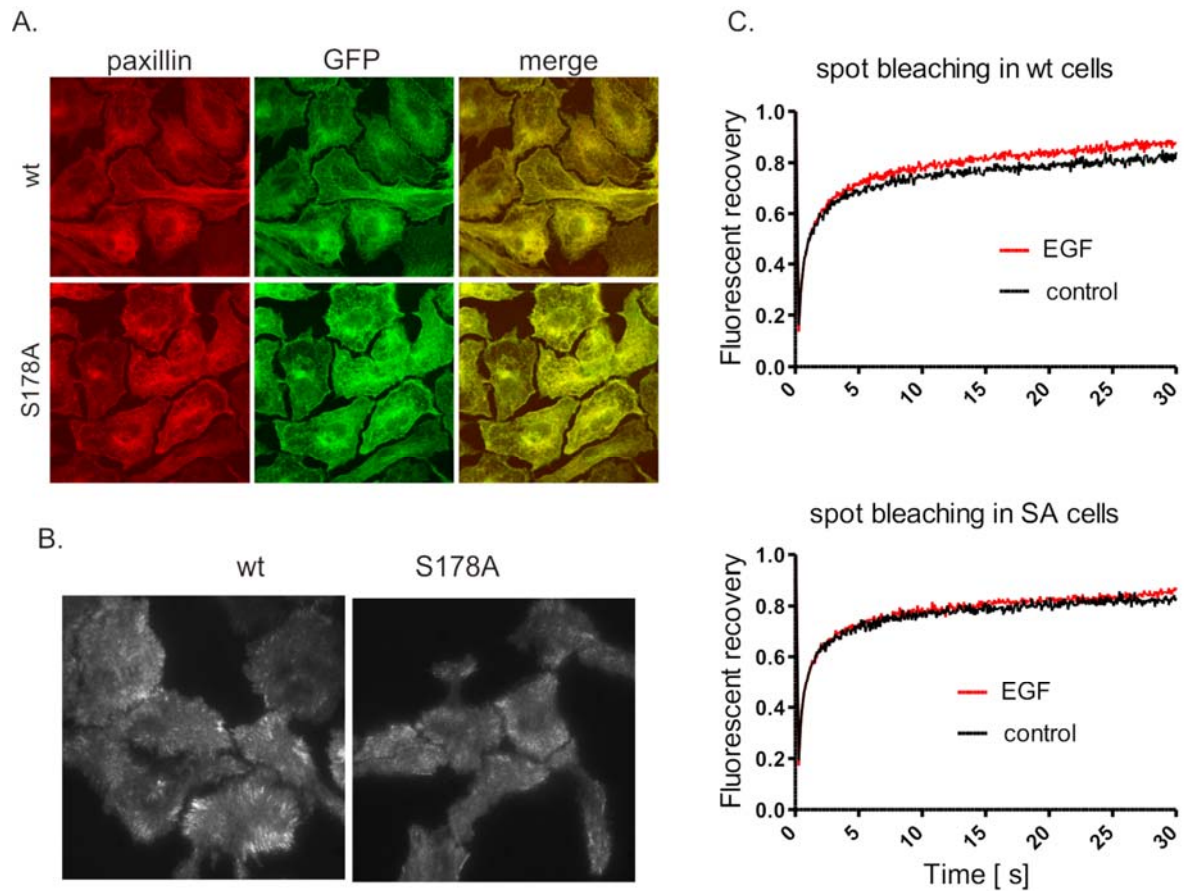 A.
paxillin GFP merge
wt
S178A
B.
wt S178A
C.
spot bleaching in wt cells
Fluorescent recovery
1.0
0.8
0.6
0.4
0.2
0.0
EGF
control
0 5 10 15 20 25 30
spot bleaching in SA cells
Fluorescent recovery
1.0
0.8
0.6
0.4
0.2
0.0
EGF
control
0 5 10 15 20 25 30
Time [ s]